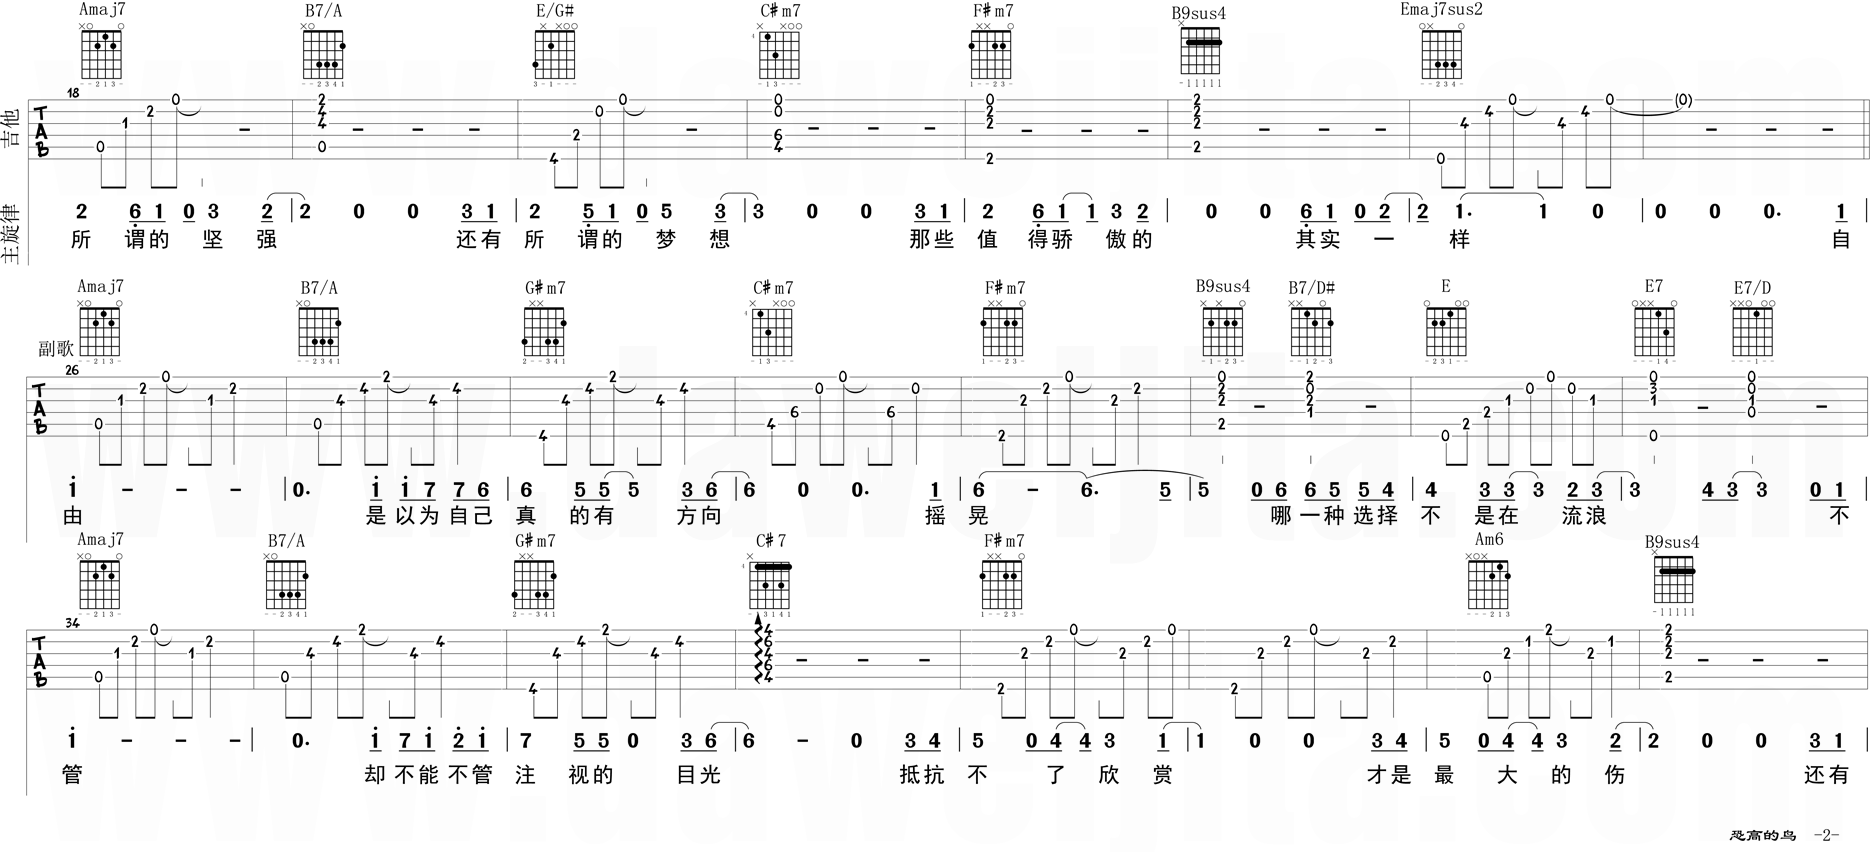 Amaj7 B7/A E/G# C#m7 F#m7 B9sus4 Emaj7sus2
18
吉他 TAB
主旋律 2 6 1 0 3 2 | 2 0 0 3 1 | 2 5 1 0 5 3 | 3 0 0 3 1 | 2 6 1 1 3 2 | 0 0 6 1 0 2 | 2 1. 1 0 | 0 0 0. 1
所 谓的 坚 强 还有 所 谓的 梦 想 那些 值 得骄 傲的 其实 一 样 自
Amaj7 B7/A G#m7 C#m7 F#m7 B9sus4 B7/D# E E7 E7/D
副歌
26
TAB
1 - - - | 0. 1 1 7 7 6 | 6 5 5 5 3 6 | 6 0 0. 1 | 6 - 6. 5 | 5 0 6 6 5 5 4 | 4 3 3 3 2 3 | 3 4 3 3 0 1
由 是以为自己 真 的有 方向 摇 晃 哪一种选择 不 是在 流浪 不
Amaj7 B7/A G#m7 C#7 F#m7 Am6 B9sus4
34
TAB
1 - - - | 0. 1 7 1 2 1 | 7 5 5 0 3 6 | 6 - 0 3 4 | 5 0 4 4 3 1 | 1 0 0 3 4 | 5 0 4 4 3 2 | 2 0 0 3 1
管 却不能不管 注 视的 目光 抵抗 不 了 欣 赏 才是 最 大 的 伤 还有
恐高的鸟 -2-